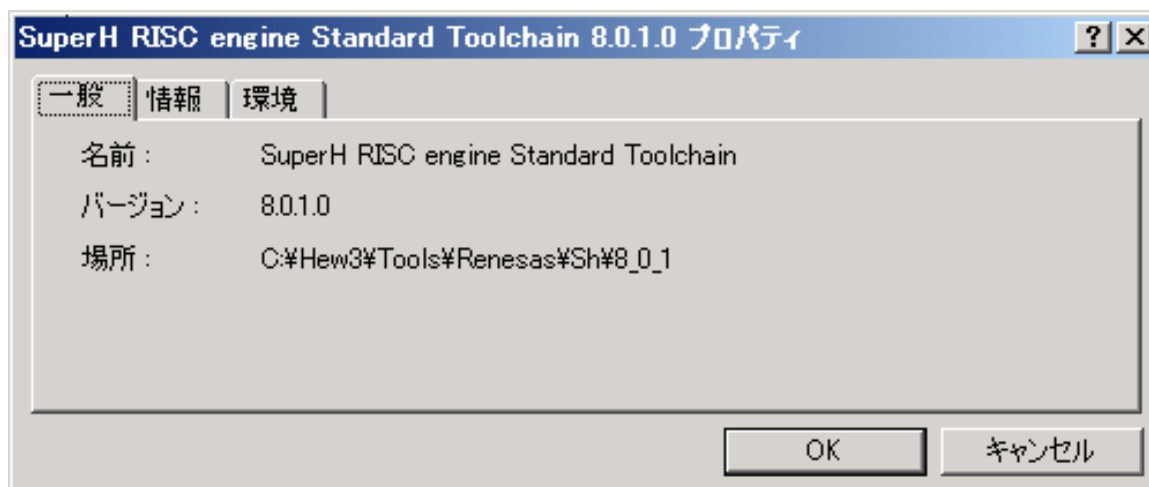 SuperH RISC engine Standard Toolchain 8.0.1.0 プロパティ
一般 情報 環境
名前： SuperH RISC engine Standard Toolchain
バージョン： 8.0.1.0
場所： C:¥Hew3¥Tools¥Renesas¥Sh¥8_0_1
OK キャンセル